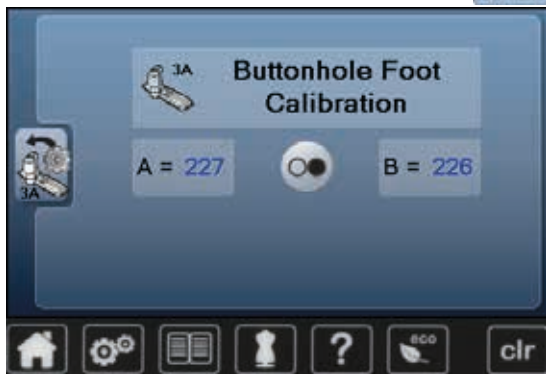 3A
Buttonhole Foot
Calibration
3A
A = 227
B = 226
?
eco
clr